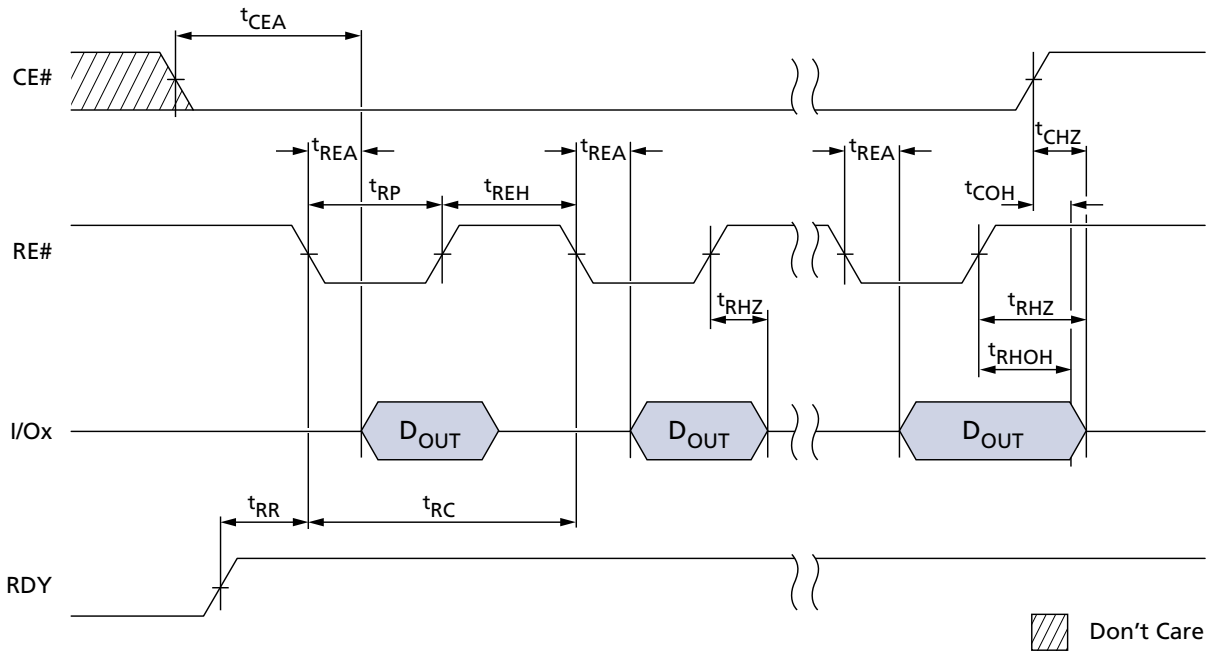 tCEA
CE#
tCHZ
tREA
tREA
tREA
tRP
tREH
tCOH
RE#
tRHZ
tRHZ
tRHOH
I/Ox
DOUT
DOUT
DOUT
tRR
tRC
RDY
Don't Care